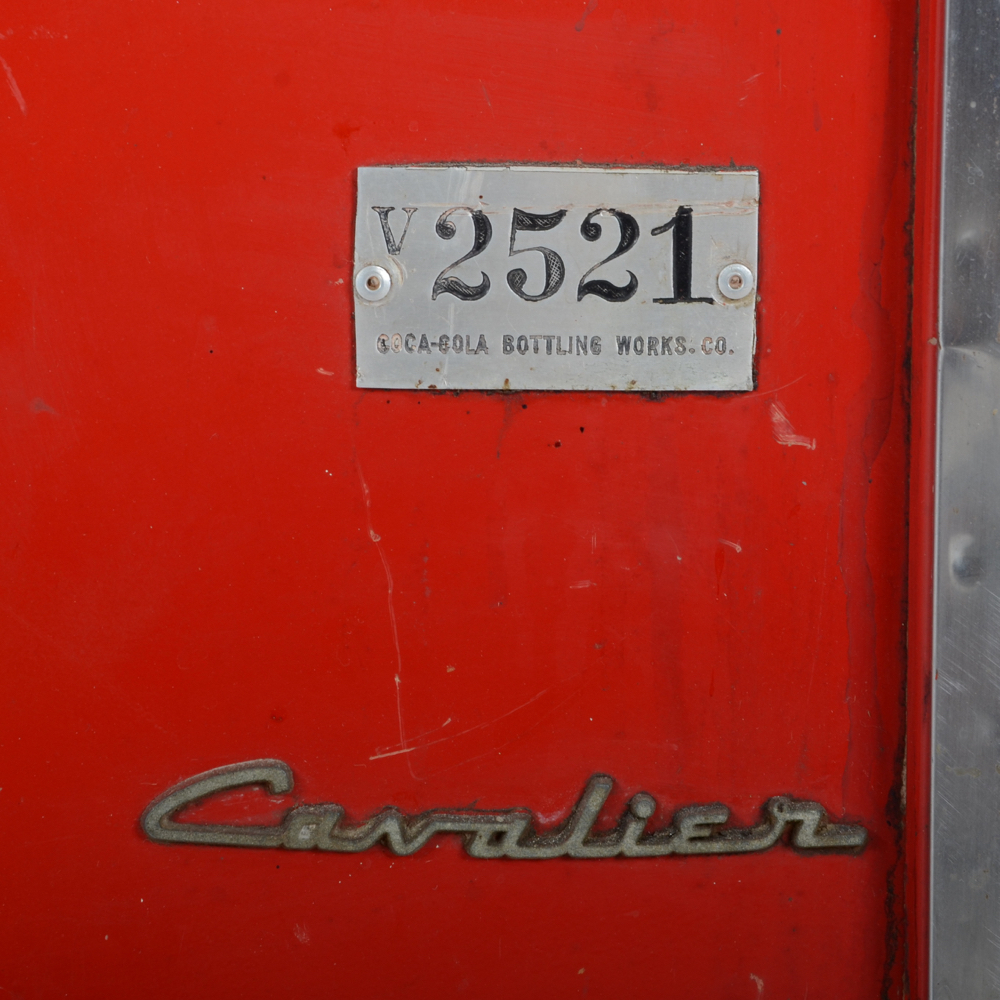 V2521
COCA-COLA BOTTLING WORKS. CO.
Cavalier